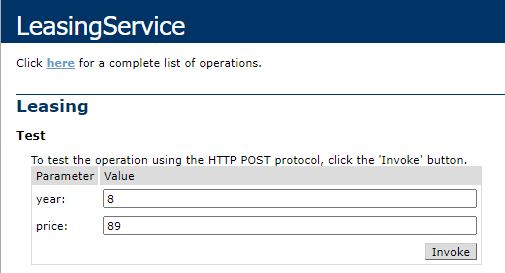 LeasingService
Click here for a complete list of operations.
Leasing
Test
To test the operation using the HTTP POST protocol, click the 'Invoke' button.
Parameter Value
year: 8
price: 89
Invoke